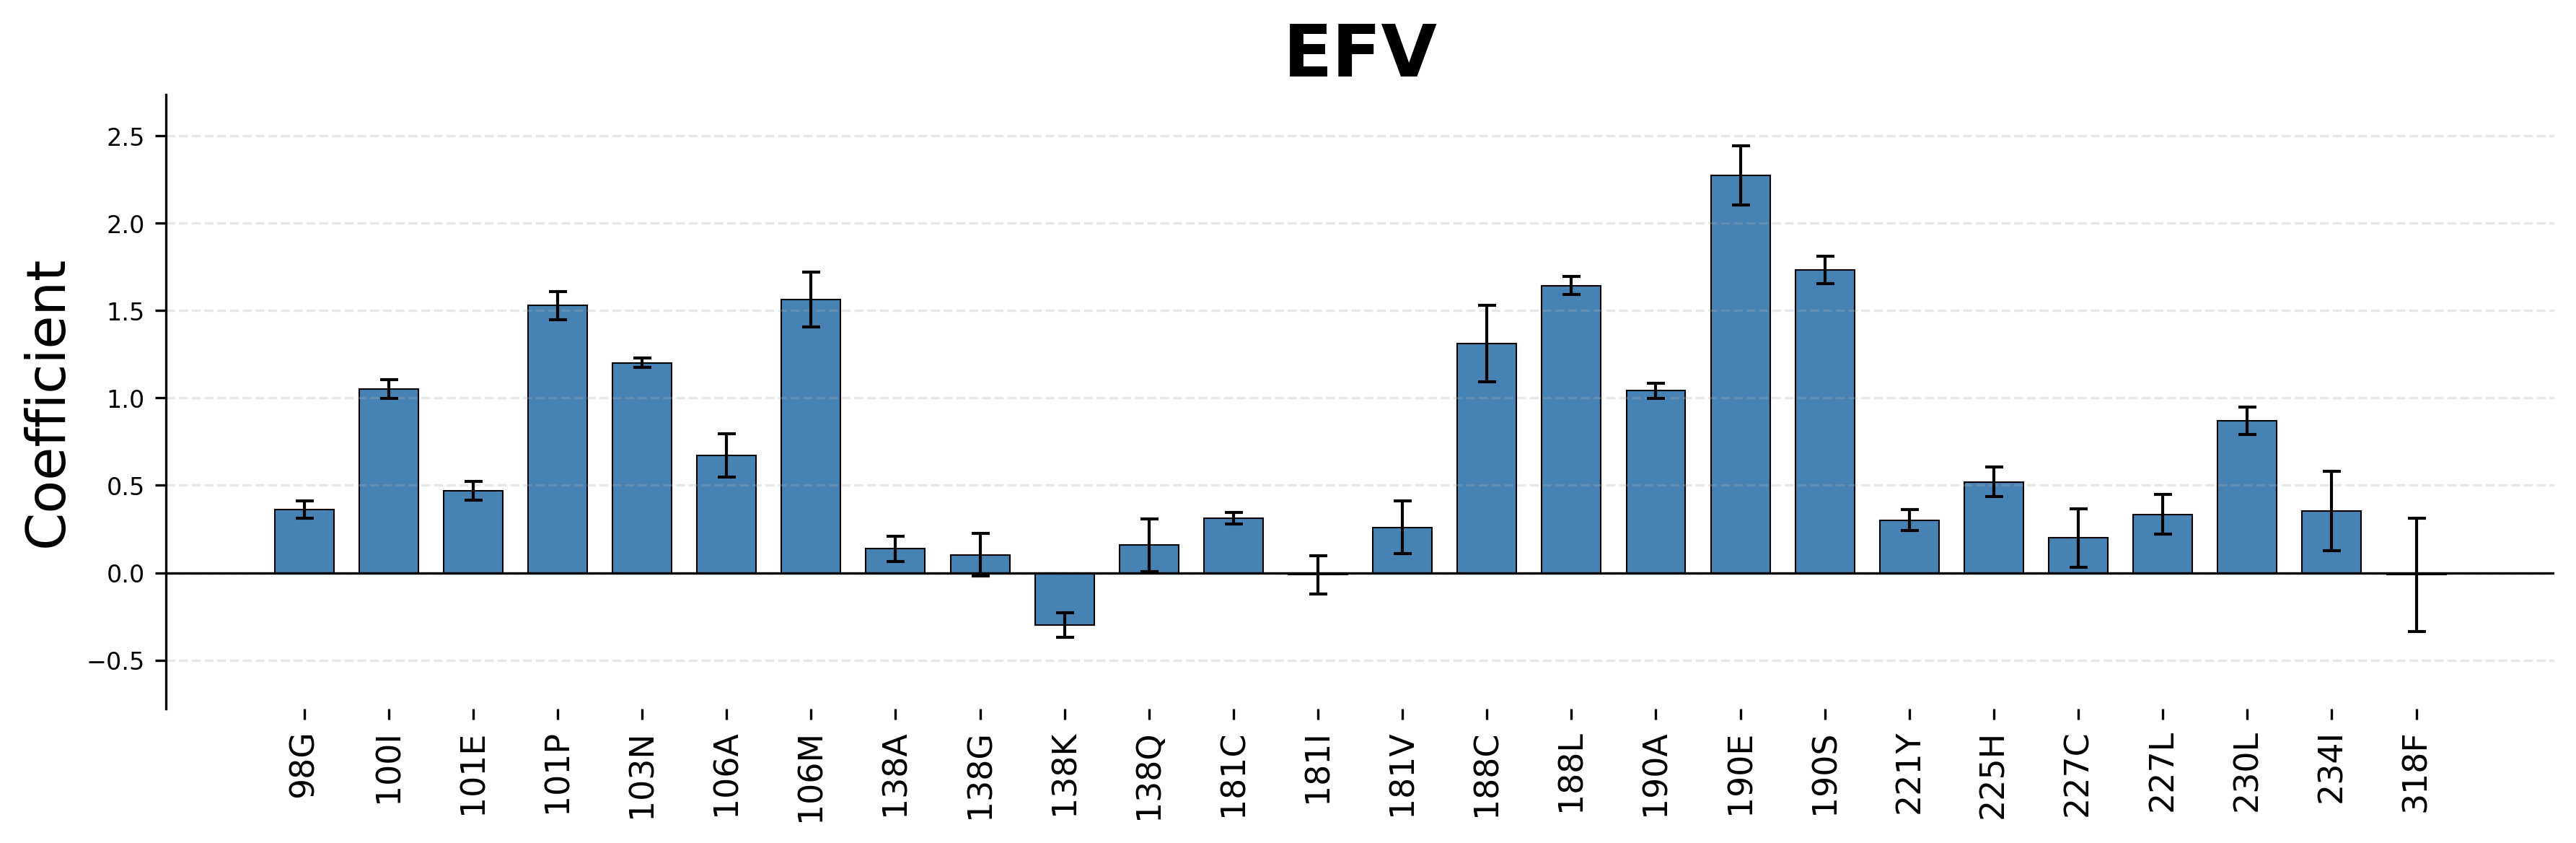 EFV
Coefficient
2.5
2.0
1.5
1.0
0.5
0.0
−0.5
98G
100I
101E
101P
103N
106A
106M
138A
138G
138K
138Q
181C
181I
181V
188C
188L
190A
190E
190S
221Y
225H
227C
227L
230L
234I
318F